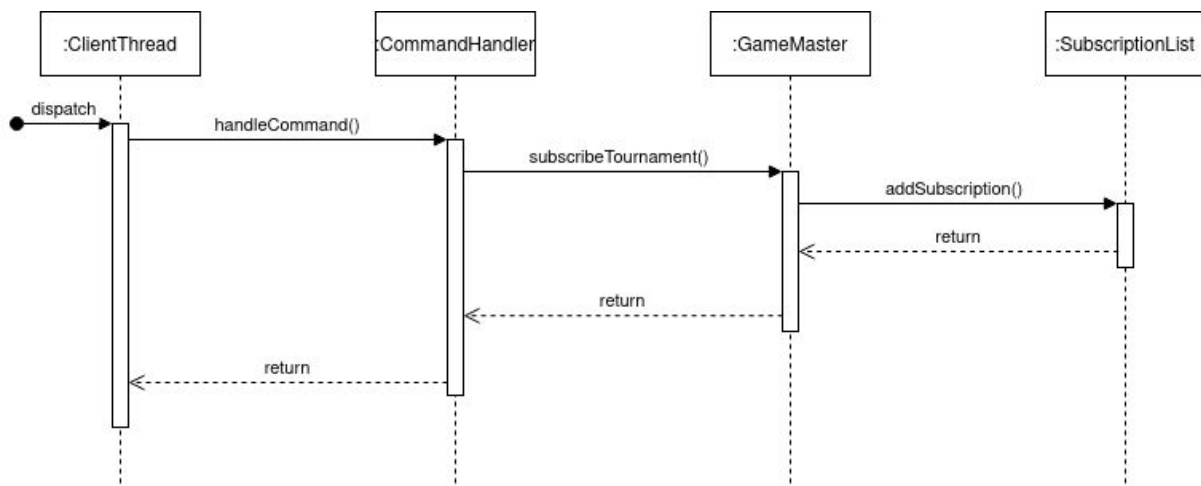 :ClientThread
:CommandHandler
:GameMaster
:SubscriptionList
dispatch
handleCommand()
subscribeTournament()
addSubscription()
return
return
return